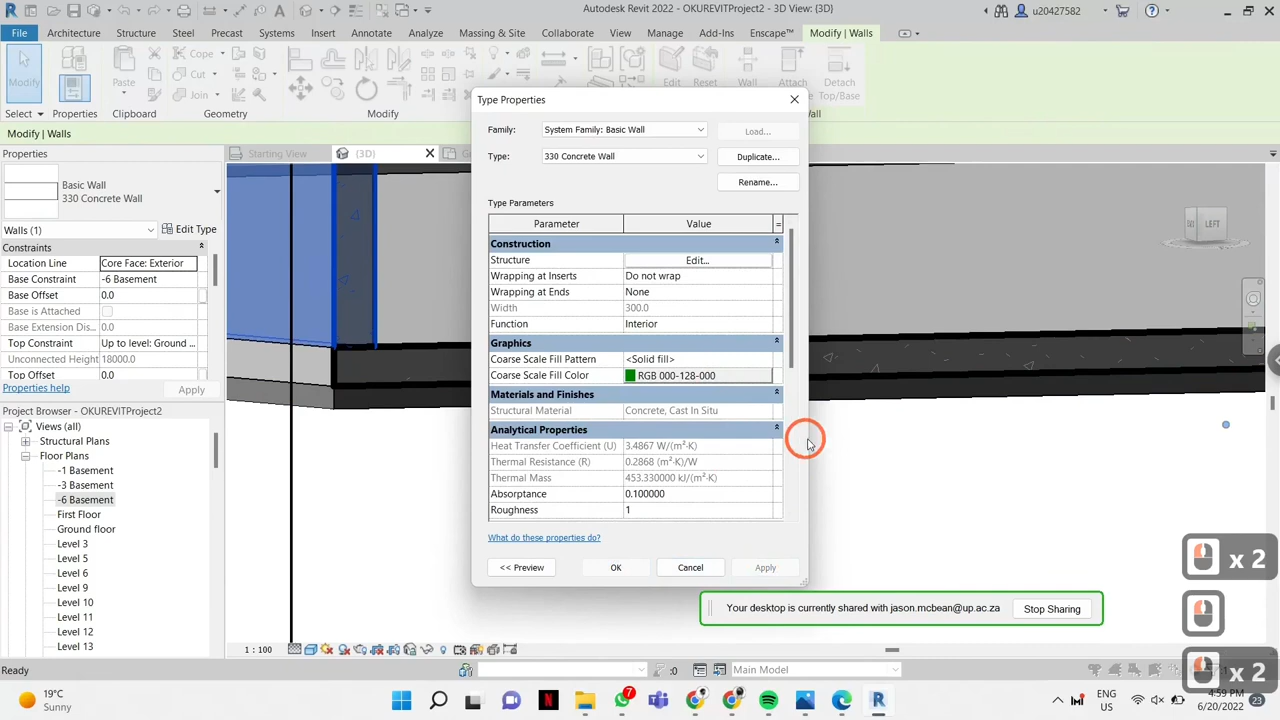 Autodesk Revit 2022 - OKUREVITProject2 - 3D View: {3D}
u20427582
File Architecture Structure Steel Precast Systems Insert Annotate Analyze Massing & Site Collaborate View Manage Add-Ins Enscape™ Modify | Walls
Modify
Paste
Cope
Cut
Join
Edit Reset Wall Attach Detach
Top/Base
Select Properties Clipboard Geometry Modify
Modify | Walls
Properties
Basic Wall
330 Concrete Wall
Walls (1)
Edit Type
Constraints
Location Line Core Face: Exterior
Base Constraint -6 Basement
Base Offset 0.0
Base is Attached
Base Extension Dis...
Top Constraint Up to level: Ground ...
Unconnected Height 18000.0
Top Offset 0.0
Properties help Apply
Project Browser - OKUREVITProject2
Views (all)
Structural Plans
Floor Plans
-1 Basement
-3 Basement
-6 Basement
First Floor
Ground floor
Level 3
Level 5
Level 6
Level 9
Level 10
Level 11
Level 12
Level 13
Starting View
{3D}
LEFT
Type Properties
Family: System Family: Basic Wall Load...
Type: 330 Concrete Wall Duplicate...
Rename...
Type Parameters
Parameter Value =
Construction
Structure Edit...
Wrapping at Inserts Do not wrap
Wrapping at Ends None
Width 300.0
Function Interior
Graphics
Coarse Scale Fill Pattern <Solid fill>
Coarse Scale Fill Color RGB 000-128-000
Materials and Finishes
Structural Material Concrete, Cast In Situ
Analytical Properties
Heat Transfer Coefficient (U) 3.4867 W/(m²·K)
Thermal Resistance (R) 0.2868 (m²·K)/W
Thermal Mass 453.330000 kJ/(m²·K)
Absorptance 0.100000
Roughness 1
What do these properties do?
<< Preview OK Cancel Apply
Your desktop is currently shared with jason.mcbean@up.ac.za Stop Sharing
x 2
x 2
1 : 100
Ready
:0
Main Model
19°C
Sunny
7
ENG
US
4:59 PM
6/20/2022
23